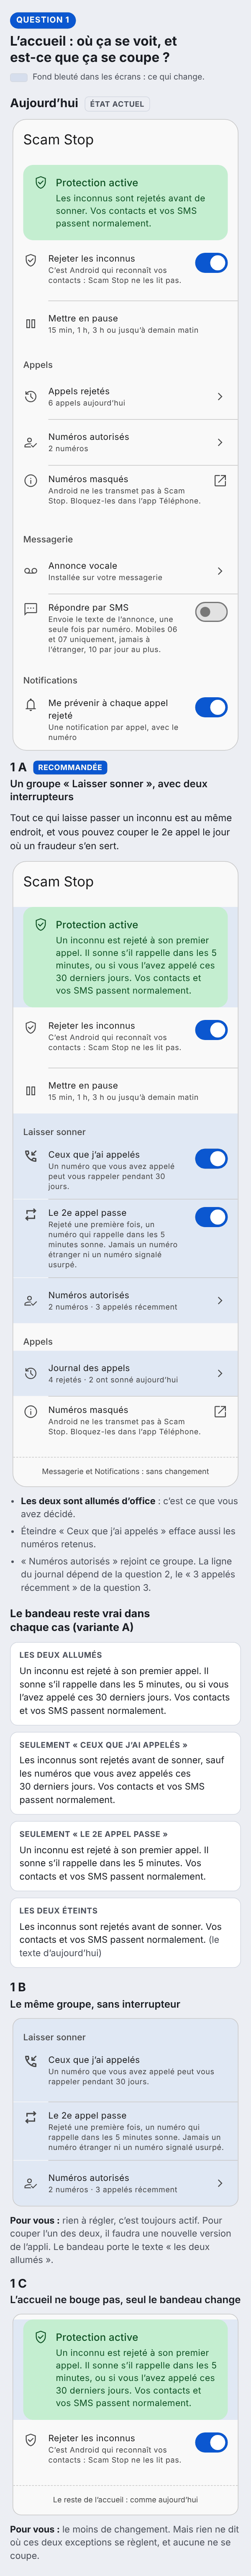 QUESTION 1
L’accueil : où ça se voit, et
est-ce que ça se coupe ?
Fond bleuté dans les écrans : ce qui change.
Aujourd’hui
ÉTAT ACTUEL
Scam Stop
Protection active
Les inconnus sont rejetés avant de
sonner. Vos contacts et vos SMS
passent normalement.
Rejeter les inconnus
C’est Android qui reconnaît vos
contacts : Scam Stop ne les lit pas.
Mettre en pause
15 min, 1 h, 3 h ou jusqu’à demain matin
Appels
Appels rejetés
6 appels aujourd’hui
Numéros autorisés
2 numéros
Numéros masqués
Android ne les transmet pas à Scam
Stop. Bloquez-les dans l’app Téléphone.
Messagerie
Annonce vocale
Installée sur votre messagerie
Répondre par SMS
Envoie le texte de l’annonce, une
seule fois par numéro. Mobiles 06
et 07 uniquement, jamais à
l’étranger, 10 par jour au plus.
Notifications
Me prévenir à chaque appel
rejeté
Une notification par appel, avec le
numéro
1 A
RECOMMANDÉE
Un groupe « Laisser sonner », avec deux
interrupteurs
Tout ce qui laisse passer un inconnu est au même
endroit, et vous pouvez couper le 2e appel le jour
où un fraudeur s’en sert.
Scam Stop
Protection active
Un inconnu est rejeté à son premier
appel. Il sonne s’il rappelle dans les 5
minutes, ou si vous l’avez appelé ces
30 derniers jours. Vos contacts et
vos SMS passent normalement.
Rejeter les inconnus
C’est Android qui reconnaît vos
contacts : Scam Stop ne les lit pas.
Mettre en pause
15 min, 1 h, 3 h ou jusqu’à demain matin
Laisser sonner
Ceux que j’ai appelés
Un numéro que vous avez appelé
peut vous rappeler pendant 30
jours.
Le 2e appel passe
Rejeté une première fois, un
numéro qui rappelle dans les 5
minutes sonne. Jamais un numéro
étranger ni un numéro signalé
usurpé.
Numéros autorisés
2 numéros · 3 appelés récemment
Appels
Journal des appels
4 rejetés · 2 ont sonné aujourd’hui
Numéros masqués
Android ne les transmet pas à Scam
Stop. Bloquez-les dans l’app Téléphone.
Messagerie et Notifications : sans changement
• Les deux sont allumés d’office : c’est ce que vous
avez décidé.
• Éteindre « Ceux que j’ai appelés » efface aussi les
numéros retenus.
• « Numéros autorisés » rejoint ce groupe. La ligne
du journal dépend de la question 2, le « 3 appelés
récemment » de la question 3.
Le bandeau reste vrai dans
chaque cas (variante A)
LES DEUX ALLUMÉS
Un inconnu est rejeté à son premier appel. Il
sonne s’il rappelle dans les 5 minutes, ou si vous
l’avez appelé ces 30 derniers jours. Vos contacts
et vos SMS passent normalement.
SEULEMENT « CEUX QUE J’AI APPELÉS »
Les inconnus sont rejetés avant de sonner, sauf
les numéros que vous avez appelés ces
30 derniers jours. Vos contacts et vos SMS
passent normalement.
SEULEMENT « LE 2E APPEL PASSE »
Un inconnu est rejeté à son premier appel. Il
sonne s’il rappelle dans les 5 minutes. Vos
contacts et vos SMS passent normalement.
LES DEUX ÉTEINTS
Les inconnus sont rejetés avant de sonner. Vos
contacts et vos SMS passent normalement. (le
texte d’aujourd’hui)
1 B
Le même groupe, sans interrupteur
Laisser sonner
Ceux que j’ai appelés
Un numéro que vous avez appelé peut vous
rappeler pendant 30 jours.
Le 2e appel passe
Rejeté une première fois, un numéro qui
rappelle dans les 5 minutes sonne. Jamais un
numéro étranger ni un numéro signalé usurpé.
Numéros autorisés
2 numéros · 3 appelés récemment
Pour vous : rien à régler, c’est toujours actif. Pour
couper l’un des deux, il faudra une nouvelle version
de l’appli. Le bandeau porte le texte « les deux
allumés ».
1 C
L’accueil ne bouge pas, seul le bandeau change
Protection active
Un inconnu est rejeté à son premier
appel. Il sonne s’il rappelle dans les 5
minutes, ou si vous l’avez appelé ces
30 derniers jours. Vos contacts et
vos SMS passent normalement.
Rejeter les inconnus
C’est Android qui reconnaît vos
contacts : Scam Stop ne les lit pas.
Le reste de l’accueil : comme aujourd’hui
Pour vous : le moins de changement. Mais rien ne dit
où ces deux exceptions se règlent, et aucune ne se
coupe.